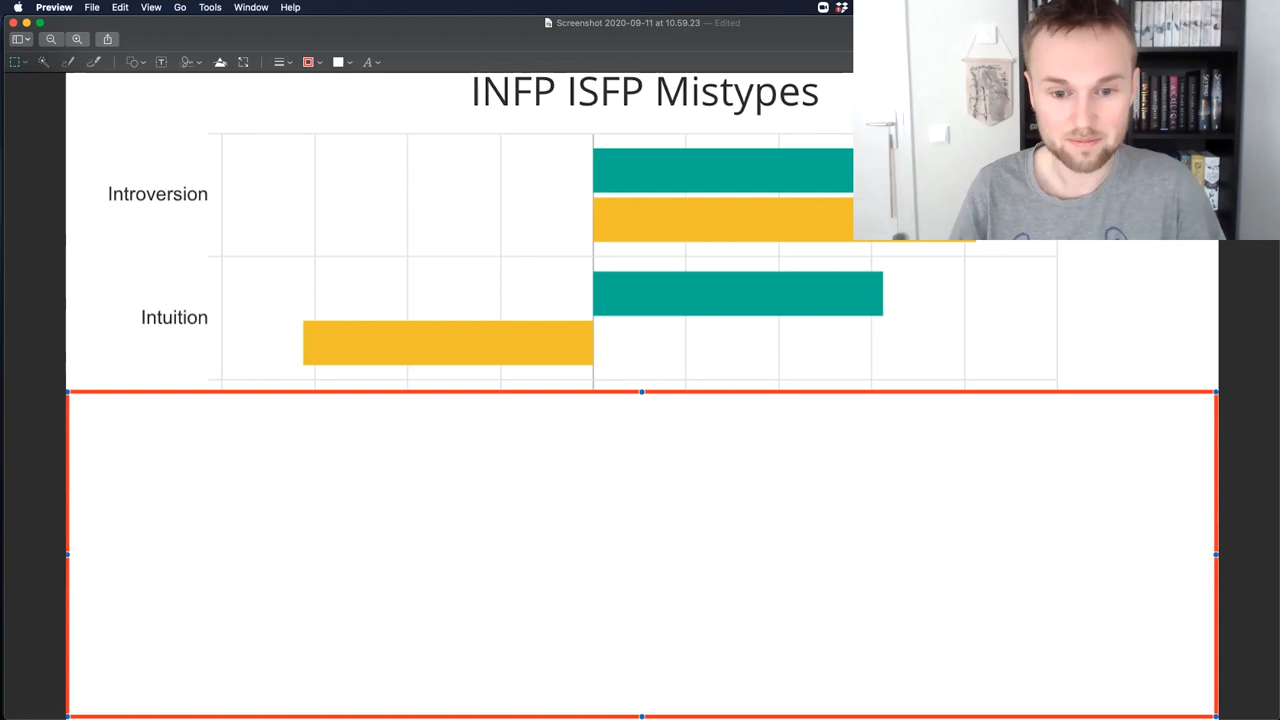 Preview File Edit View Go Tools Window Help
Screenshot 2020-09-11 at 10.59.23 — Edited
INFP ISFP Mistypes
Introversion
Intuition